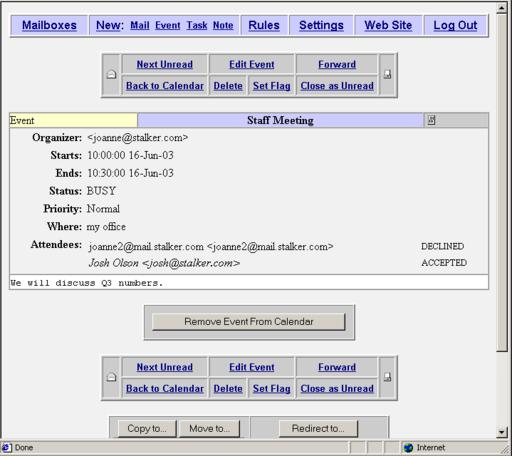 Mailboxes New: Mail Event Task Note Rules Settings Web Site Log Out
Next Unread Edit Event Forward
Back to Calendar Delete Set Flag Close as Unread
Event Staff Meeting
Organizer: <joanne@stalker.com>
Starts: 10:00:00 16-Jun-03
Ends: 10:30:00 16-Jun-03
Status: BUSY
Priority: Normal
Where: my office
Attendees: joanne2@mail.stalker.com <joanne2@mail.stalker.com> DECLINED
Josh Olson <josh@stalker.com> ACCEPTED
We will discuss Q3 numbers.
Remove Event From Calendar
Next Unread Edit Event Forward
Back to Calendar Delete Set Flag Close as Unread
Copy to... Move to... Redirect to...
Done Internet